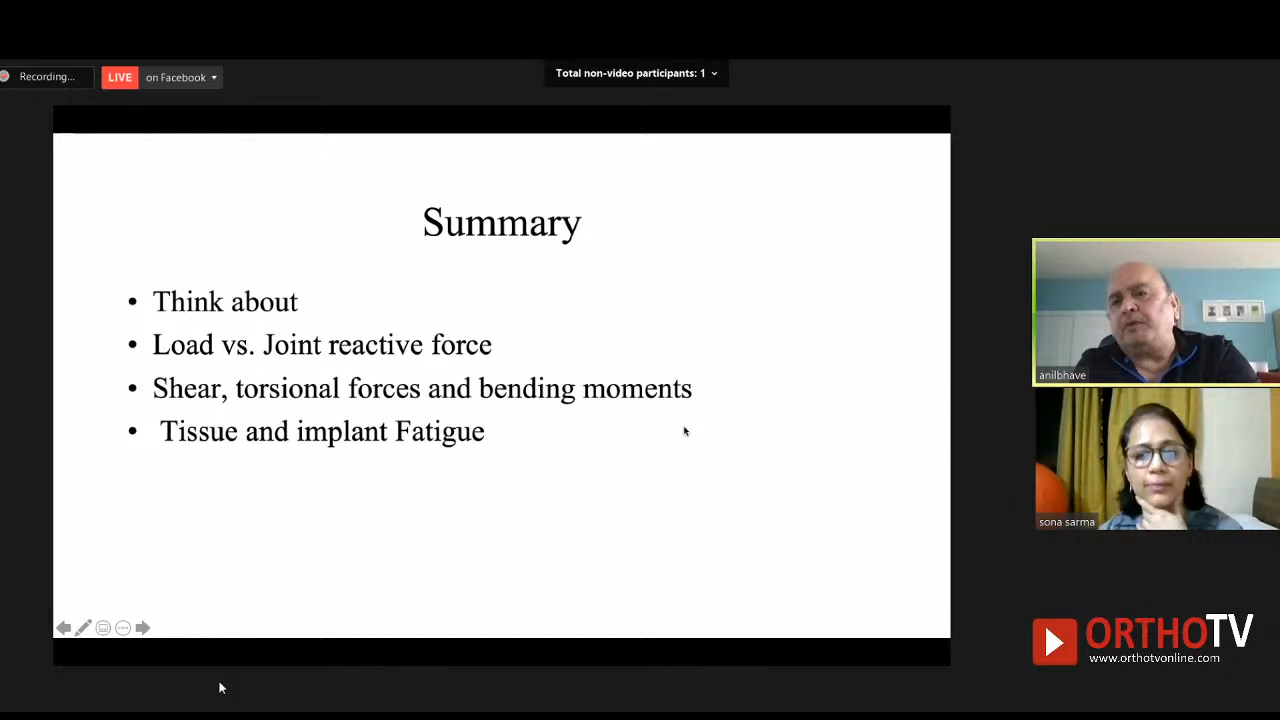 Recording...
LIVE on Facebook
Total non-video participants: 1
Summary
• Think about
• Load vs. Joint reactive force
• Shear, torsional forces and bending moments
• Tissue and implant Fatigue
anilbhave
sona sarma
ORTHOTV
www.orthotvonline.com